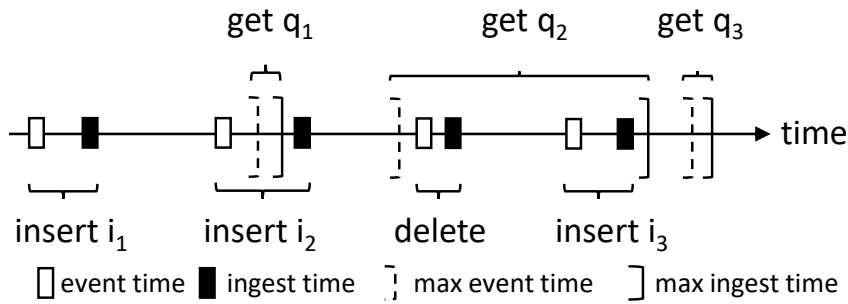 get q₁ get q₂ get q₃
time
insert i₁ insert i₂ delete insert i₃
event time ingest time max event time max ingest time